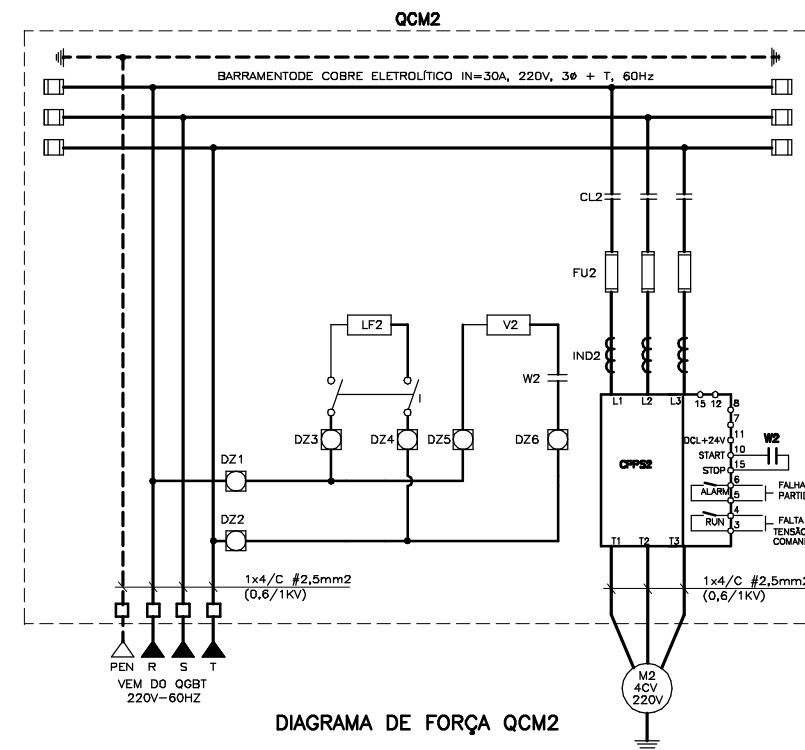 QCM2
BARRAMENTODE COBRE ELETROLÍTICO IN=30A, 220V, 3ø + T, 60Hz
CL2
FU2
LF2
V2
IND2
W2
I
L1 L2 L3
15 12
8
7
11
DCL+24V
W2
DZ3
DZ4
DZ5
DZ6
START
10
DZ1
CPPS2
STOP
15
ALARM
6
FALHA
5
DZ2
RUN
4
FALTA
3
COMAN
T1 T2 T3
1x4/C #2,5mm2
(0,6/1KV)
1x4/C #2,5mm2
(0,6/1KV)
PEN R S T
VEM DO QGBT
220V-60HZ
M2
4CV
220V
DIAGRAMA DE FORÇA QCM2